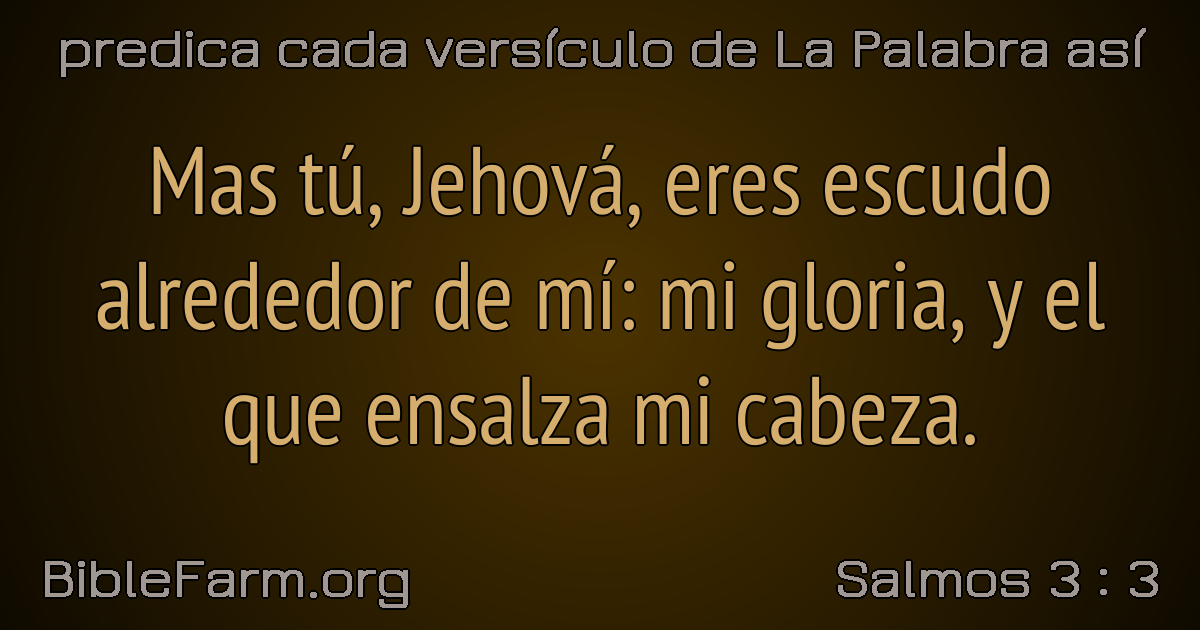 predica cada versículo de La Palabra así
Mas tú, Jehová, eres escudo
alrededor de mí: mi gloria, y el
que ensalza mi cabeza.
BibleFarm.org
Salmos 3 : 3